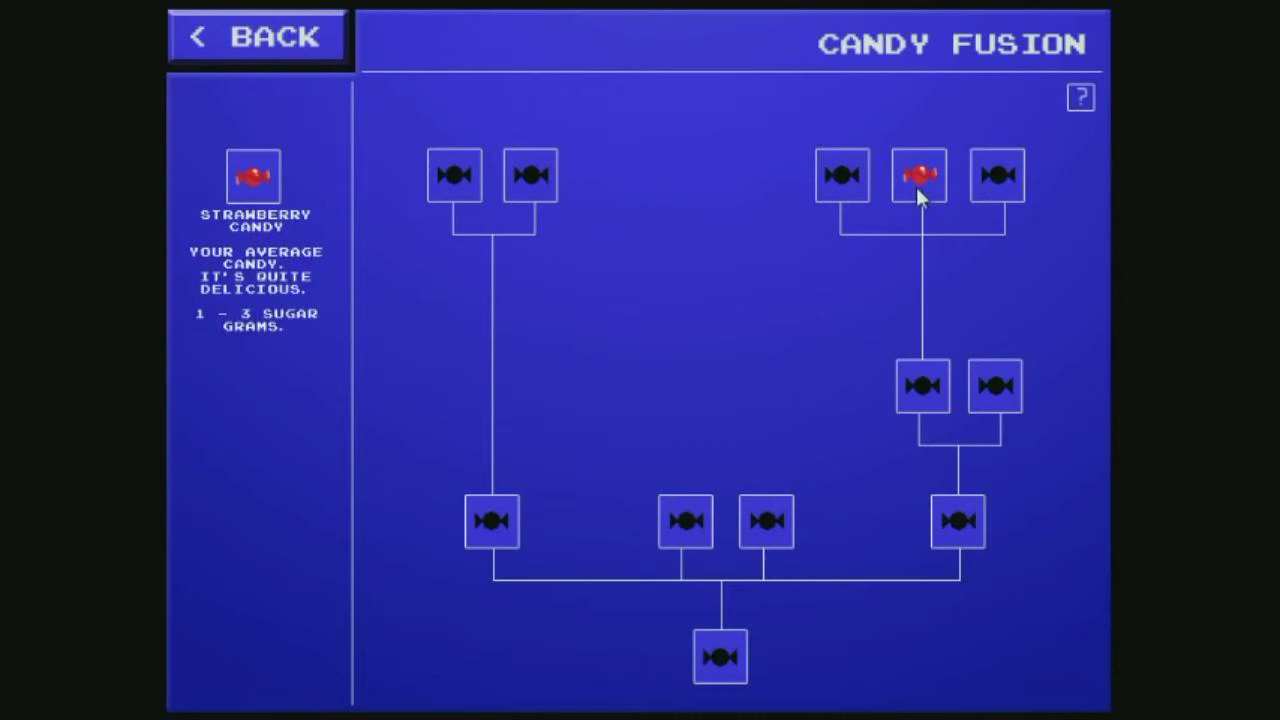 < BACK
CANDY FUSION
?
STRAWBERRY
CANDY
YOUR AVERAGE
CANDY.
IT'S QUITE
DELICIOUS.
1 - 3 SUGAR
GRAMS.